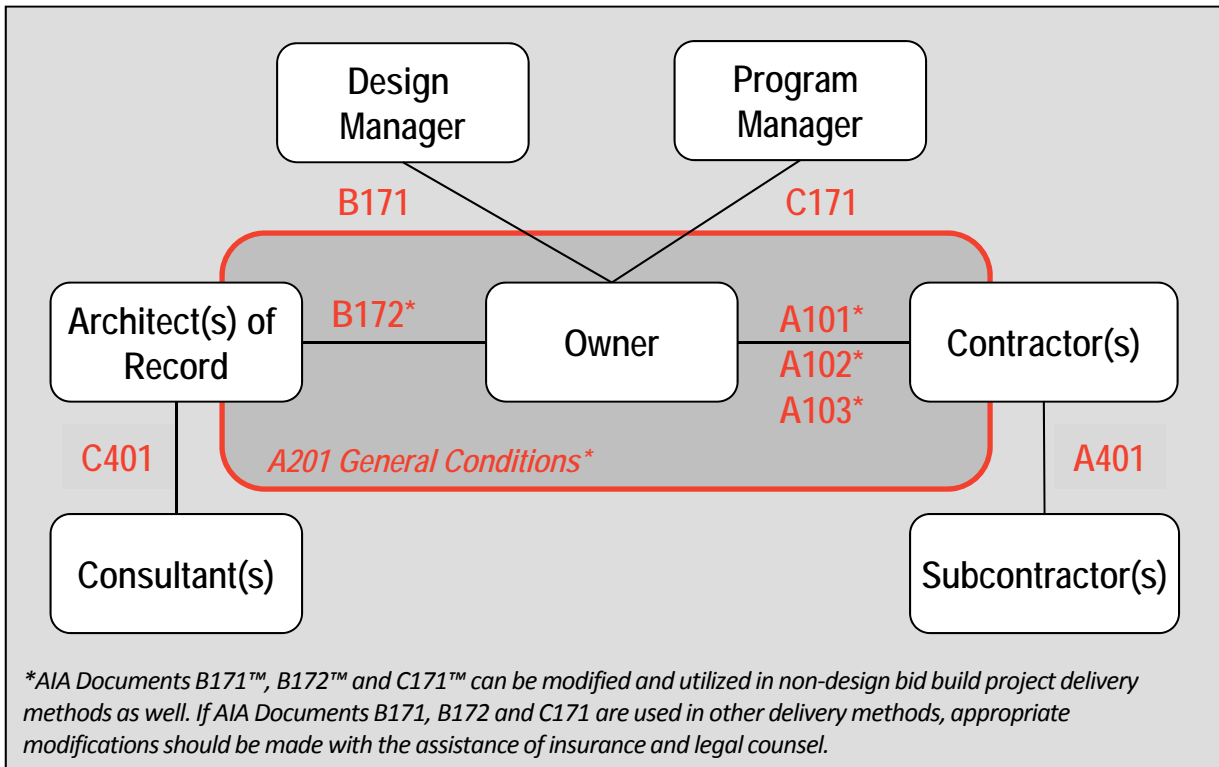 Design
Manager
Program
Manager
B171
C171
Architect(s) of
Record
B172*
Owner
A101*
A102*
A103*
Contractor(s)
C401
A201 General Conditions*
A401
Consultant(s)
Subcontractor(s)
*AIA Documents B171™, B172™ and C171™ can be modified and utilized in non-design bid build project delivery
methods as well. If AIA Documents B171, B172 and C171 are used in other delivery methods, appropriate
modifications should be made with the assistance of insurance and legal counsel.